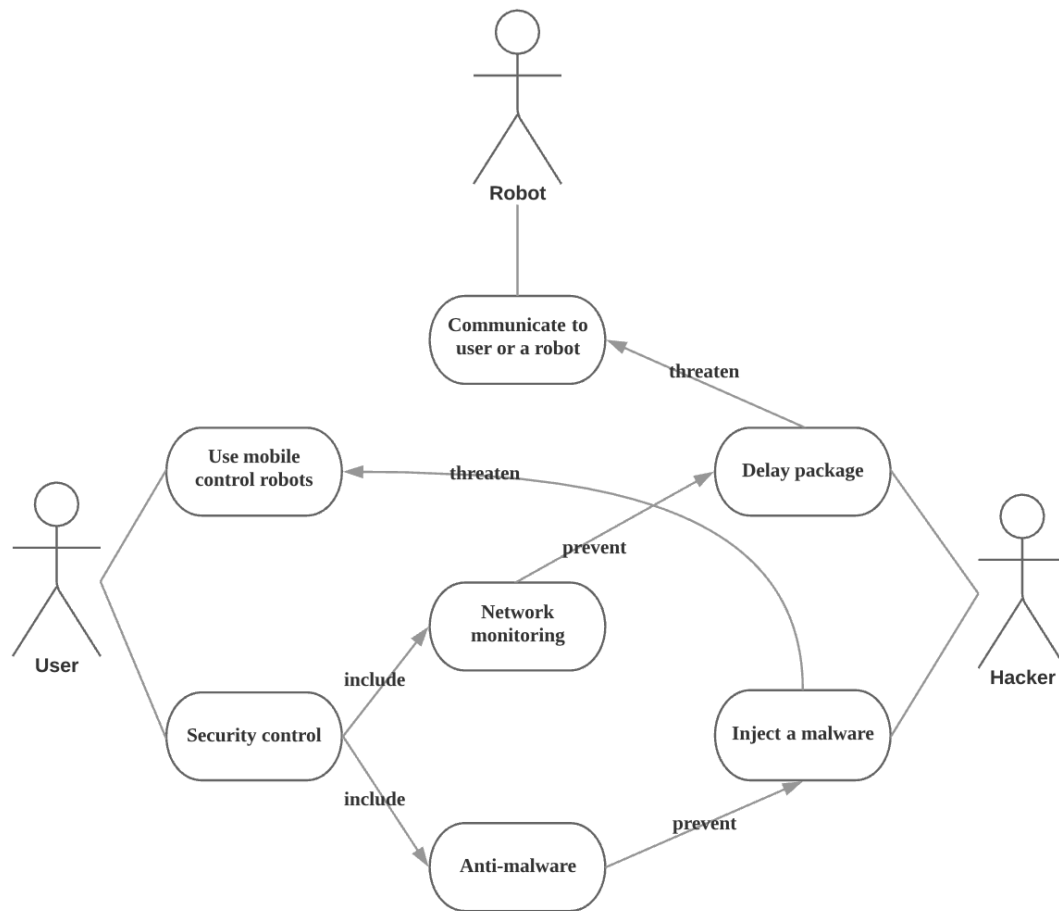 Robot
Communicate to
user or a robot
threaten
Use mobile
control robots
threaten
Delay package
prevent
Network
monitoring
User
Hacker
include
Security control
Inject a malware
include
prevent
Anti-malware